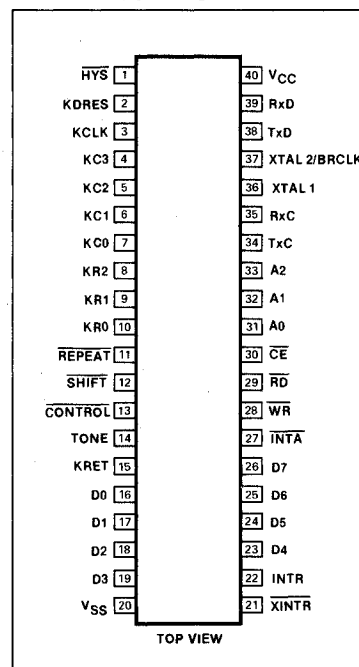 HYS 1 40 VCC
KDRES 2 39 RxD
KCLK 3 38 TxD
KC3 4 37 XTAL 2/BRCLK
KC2 5 36 XTAL 1
KC1 6 35 RxC
KC0 7 34 TxC
KR2 8 33 A2
KR1 9 32 A1
KR0 10 31 A0
REPEAT 11 30 CE
SHIFT 12 29 RD
CONTROL 13 28 WR
TONE 14 27 INTA
KRET 15 26 D7
D0 16 25 D6
D1 17 24 D5
D2 18 23 D4
D3 19 22 INTR
VSS 20 21 XINTR
TOP VIEW